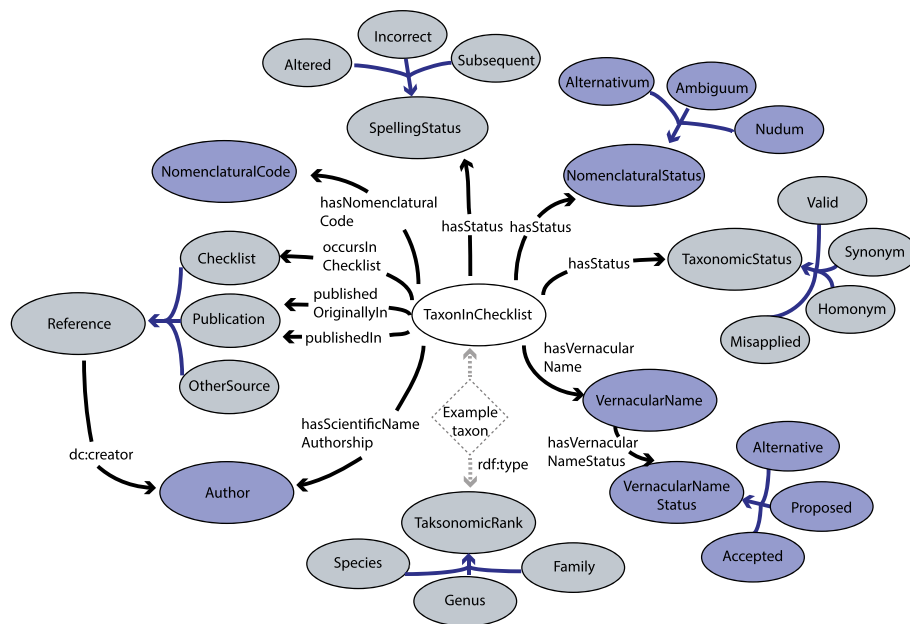 Incorrect
Altered
Subsequent
SpellingStatus
Alternativum
Ambiguum
Nudum
NomenclaturalStatus
NomenclaturalCode
hasNomenclatural
Code
hasStatus
hasStatus
hasStatus
Valid
Synonym
TaxonomicStatus
Homonym
Misapplied
occursIn
Checklist
Checklist
published
OriginallyIn
Publication
publishedIn
Reference
OtherSource
TaxonInChecklist
hasVernacular
Name
VernacularName
hasVernacular
NameStatus
Alternative
VernacularName
Status
Proposed
Accepted
Example
taxon
rdf:type
hasScientificName
Authorship
dc:creator
Author
TaksonomicRank
Species
Genus
Family